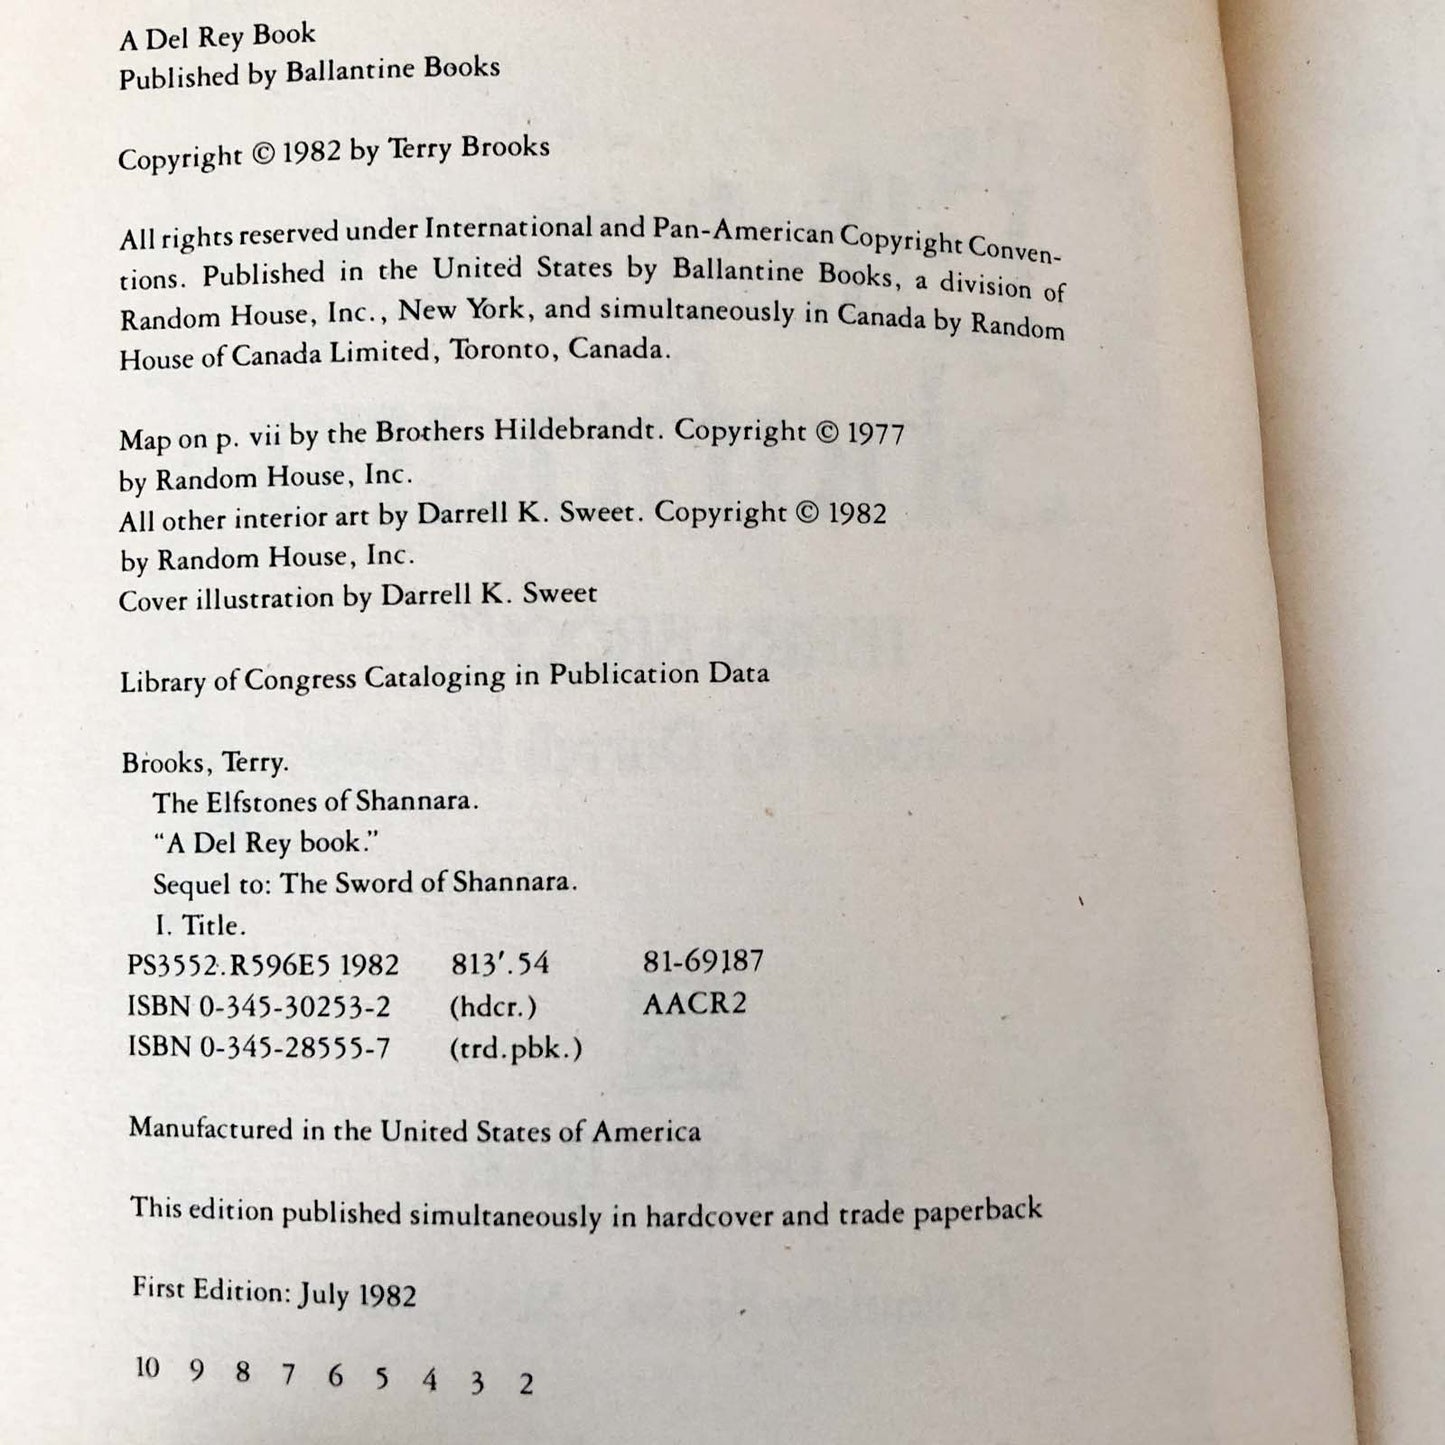 A Del Rey Book
Published by Ballantine Books
Copyright © 1982 by Terry Brooks
All rights reserved under International and Pan-American Copyright Conven-
tions. Published in the United States by Ballantine Books, a division of
Random House, Inc., New York, and simultaneously in Canada by Random
House of Canada Limited, Toronto, Canada.
Map on p. vii by the Brothers Hildebrandt. Copyright © 1977
by Random House, Inc.
All other interior art by Darrell K. Sweet. Copyright © 1982
by Random House, Inc.
Cover illustration by Darrell K. Sweet
Library of Congress Cataloging in Publication Data
Brooks, Terry.
The Elfstones of Shannara.
“A Del Rey book.”
Sequel to: The Sword of Shannara.
I. Title.
PS3552.R596E5 1982 813′.54 81-69187
ISBN 0-345-30253-2 (hdcr.) AACR2
ISBN 0-345-28555-7 (trd.pbk.)
Manufactured in the United States of America
This edition published simultaneously in hardcover and trade paperback
First Edition: July 1982
10 9 8 7 6 5 4 3 2